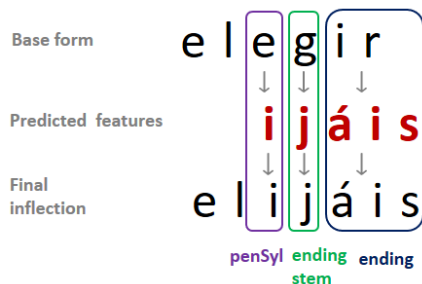 Base form e l e g i r
↓ ↓ ↓
Predicted features i j á i s
↓ ↓ ↓
Final
inflection e l i j á i s
penSyl ending
stem ending